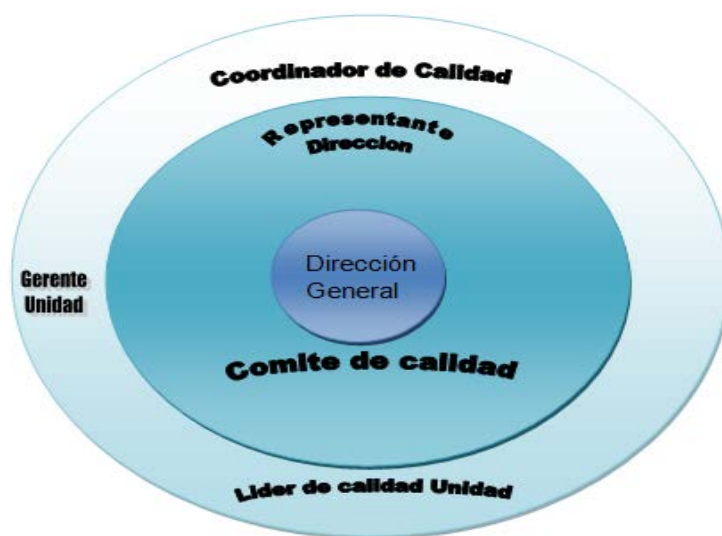 Coordinador de Calidad
Representante
Direccion
Dirección
General
Gerente
Unidad
Comite de calidad
Lider de calidad Unidad